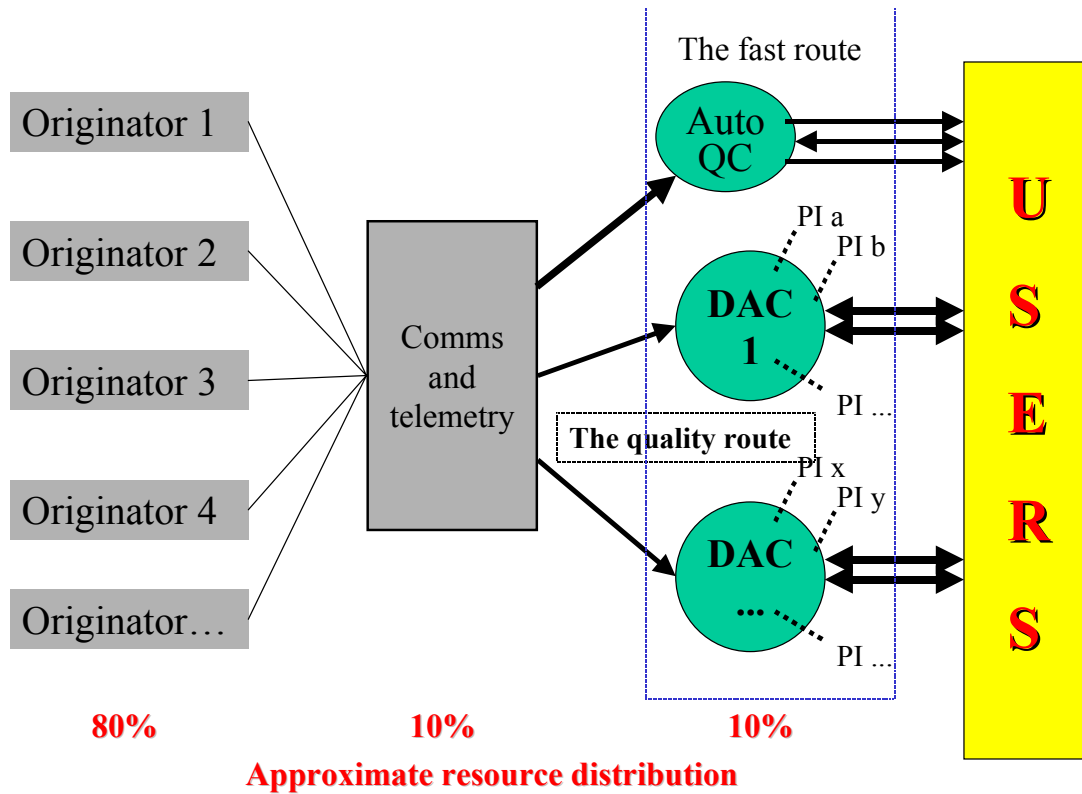 The fast route
Originator 1
Originator 2
Originator 3
Originator 4
Originator…
Comms
and
telemetry
Auto
QC
PI a
PI b
DAC
1
PI ...
The quality route
PI x
PI y
DAC
...
PI ...
U
S
E
R
S
80%
10%
10%
Approximate resource distribution